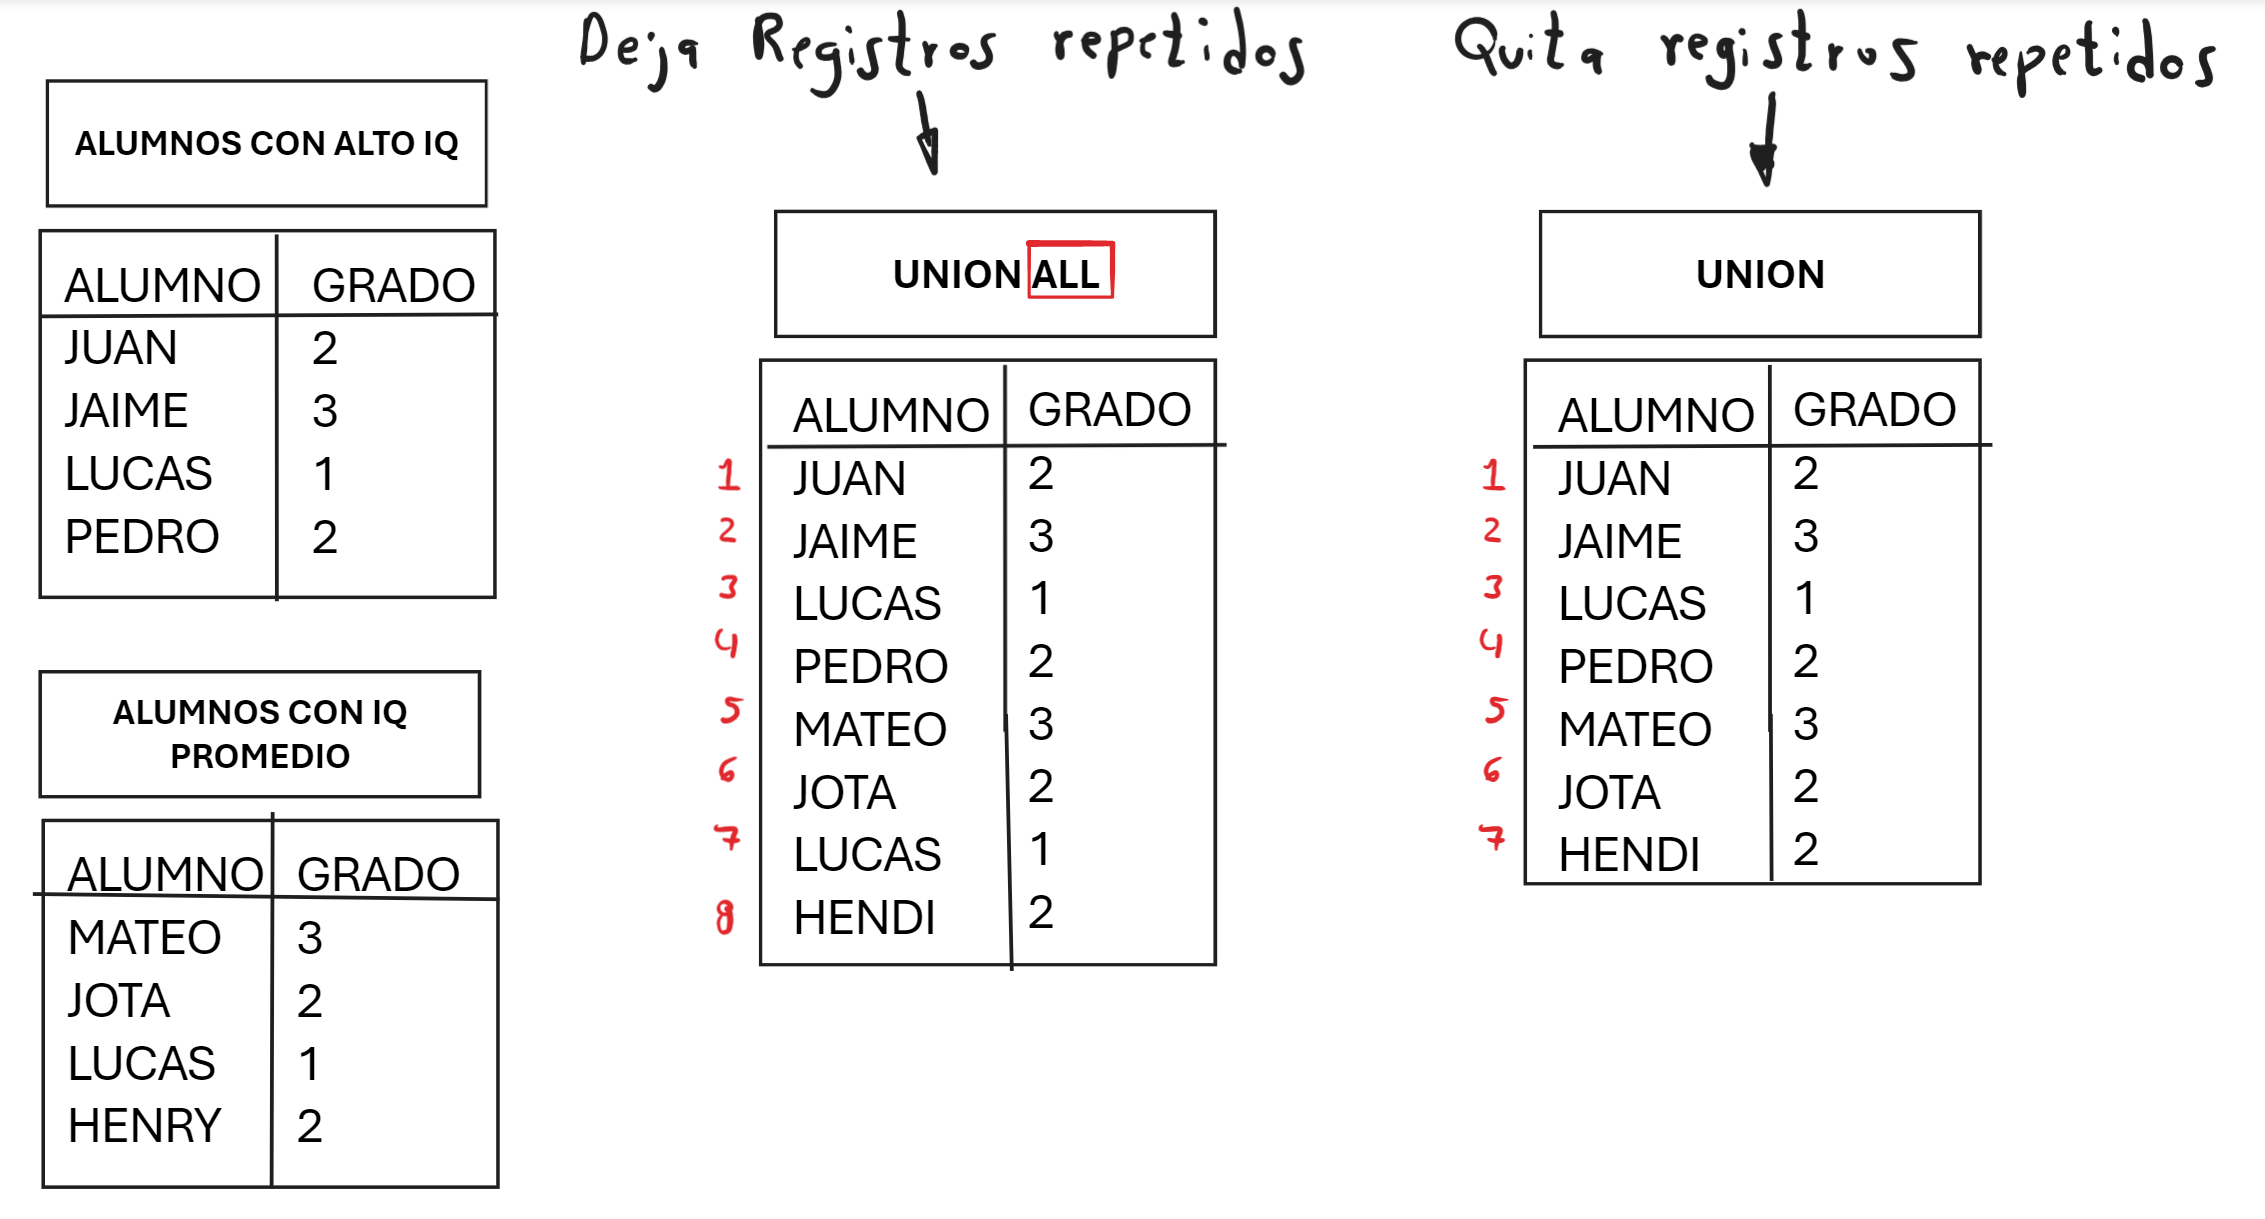 Deja Registros repetidos
Quita registros repetidos
ALUMNOS CON ALTO IQ
ALUMNO GRADO
JUAN 2
JAIME 3
LUCAS 1
PEDRO 2
ALUMNOS CON IQ
PROMEDIO
ALUMNO GRADO
MATEO 3
JOTA 2
LUCAS 1
HENRY 2
UNION ALL
ALUMNO GRADO
1 JUAN 2
2 JAIME 3
3 LUCAS 1
4 PEDRO 2
5 MATEO 3
6 JOTA 2
7 LUCAS 1
8 HENDI 2
UNION
ALUMNO GRADO
1 JUAN 2
2 JAIME 3
3 LUCAS 1
4 PEDRO 2
5 MATEO 3
6 JOTA 2
7 HENDI 2